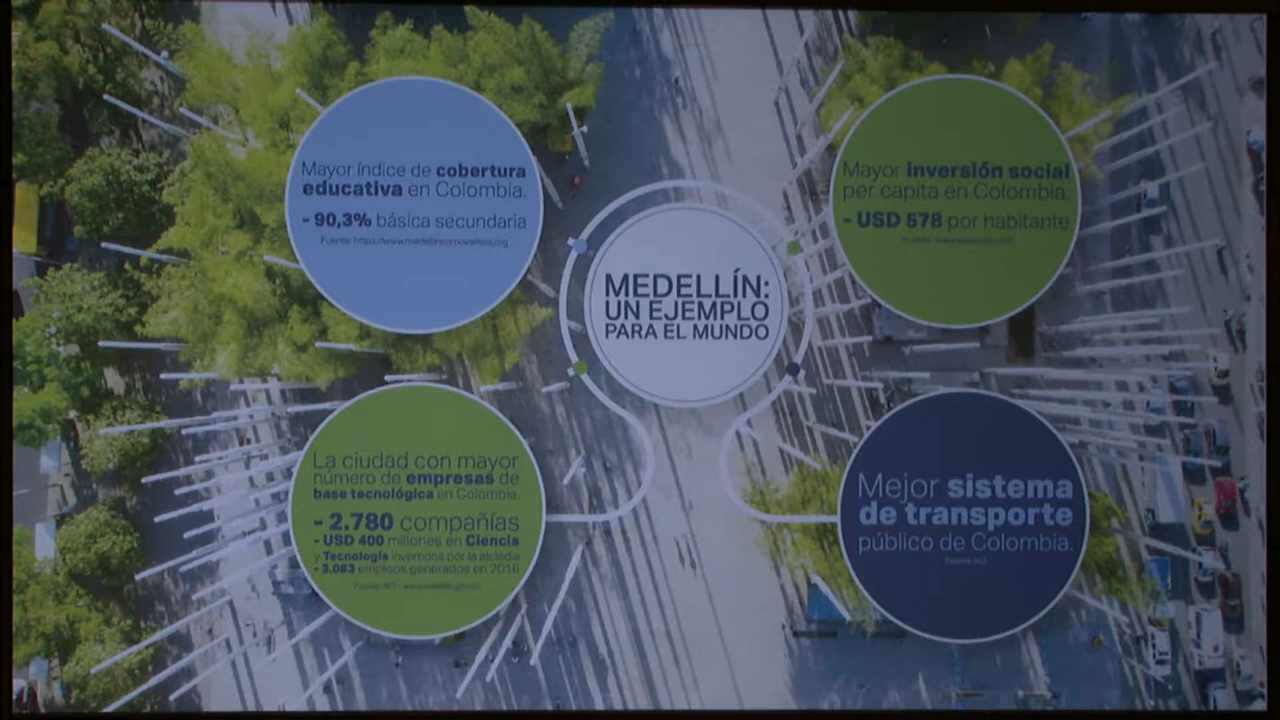 Mayor índice de cobertura
educativa en Colombia.
- 90,3% básica secundaria
MEDELLÍN:
UN EJEMPLO
PARA EL MUNDO
Mayor inversión social
per capita en Colombia.
- USD 578 por habitante
La ciudad con mayor
número de empresas de
base tecnológica en Colombia.
- 2.780 compañías
- USD 400 millones en Ciencia
y Tecnología invertidos por la alcaldía
- 3.083 empleos generados en 2016
Mejor sistema
de transporte
público de Colombia.